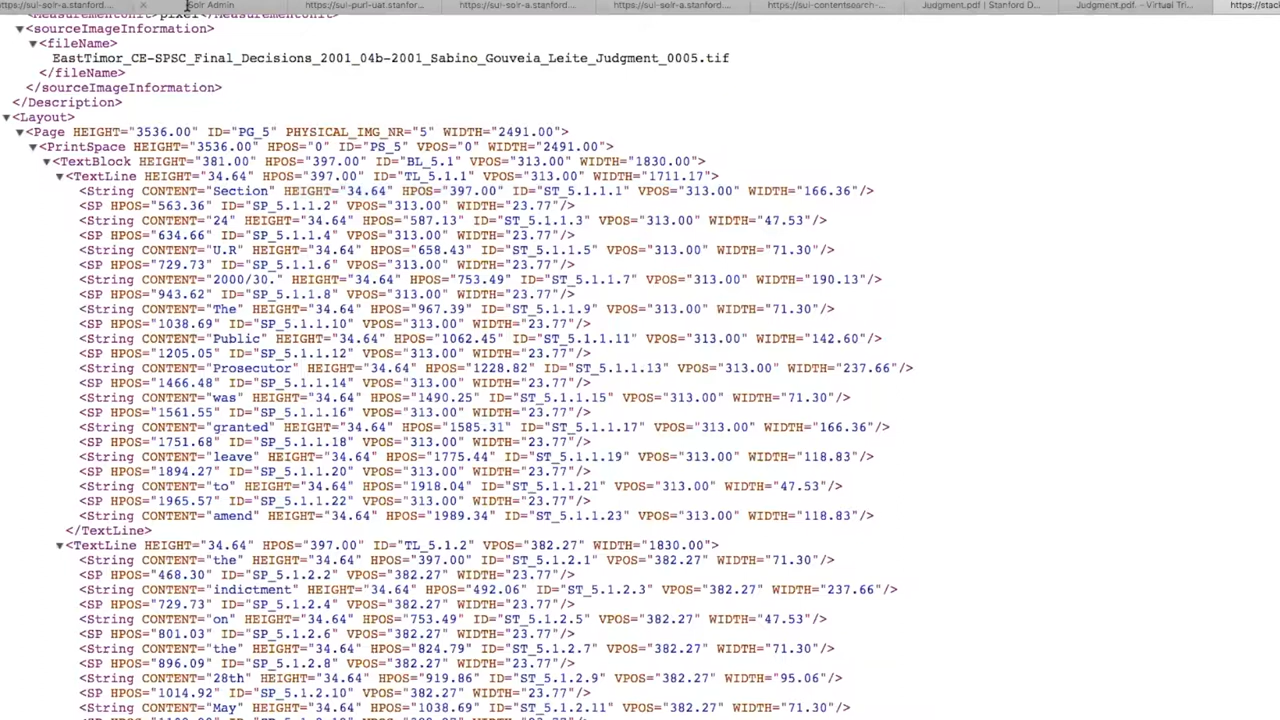 https://sul-solr-a.stanford....
Solr Admin
https://sul-purl-uat.stanfor...
https://sul-solr-a.stanford....
https://sul-solr-a.stanford....
https://sul-contentsearch-...
Judgment.pdf | Stanford D...
Judgment.pdf. – Virtual Tri...
https://stac
<MeasurementUnit>pixel</MeasurementUnit>
▼<sourceImageInformation>
▼<fileName>
EastTimor_CE-SPSC_Final_Decisions_2001_04b-2001_Sabino_Gouveia_Leite_Judgment_0005.tif
</fileName>
</sourceImageInformation>
</Description>
▼<Layout>
▼<Page HEIGHT="3536.00" ID="PG_5" PHYSICAL_IMG_NR="5" WIDTH="2491.00">
▼<PrintSpace HEIGHT="3536.00" HPOS="0" ID="PS_5" VPOS="0" WIDTH="2491.00">
▼<TextBlock HEIGHT="381.00" HPOS="397.00" ID="BL_5.1" VPOS="313.00" WIDTH="1830.00">
▼<TextLine HEIGHT="34.64" HPOS="397.00" ID="TL_5.1.1" VPOS="313.00" WIDTH="1711.17">
<String CONTENT="Section" HEIGHT="34.64" HPOS="397.00" ID="ST_5.1.1.1" VPOS="313.00" WIDTH="166.36"/>
<SP HPOS="563.36" ID="SP_5.1.1.2" VPOS="313.00" WIDTH="23.77"/>
<String CONTENT="24" HEIGHT="34.64" HPOS="587.13" ID="ST_5.1.1.3" VPOS="313.00" WIDTH="47.53"/>
<SP HPOS="634.66" ID="SP_5.1.1.4" VPOS="313.00" WIDTH="23.77"/>
<String CONTENT="U.R" HEIGHT="34.64" HPOS="658.43" ID="ST_5.1.1.5" VPOS="313.00" WIDTH="71.30"/>
<SP HPOS="729.73" ID="SP_5.1.1.6" VPOS="313.00" WIDTH="23.77"/>
<String CONTENT="2000/30." HEIGHT="34.64" HPOS="753.49" ID="ST_5.1.1.7" VPOS="313.00" WIDTH="190.13"/>
<SP HPOS="943.62" ID="SP_5.1.1.8" VPOS="313.00" WIDTH="23.77"/>
<String CONTENT="The" HEIGHT="34.64" HPOS="967.39" ID="ST_5.1.1.9" VPOS="313.00" WIDTH="71.30"/>
<SP HPOS="1038.69" ID="SP_5.1.1.10" VPOS="313.00" WIDTH="23.77"/>
<String CONTENT="Public" HEIGHT="34.64" HPOS="1062.45" ID="ST_5.1.1.11" VPOS="313.00" WIDTH="142.60"/>
<SP HPOS="1205.05" ID="SP_5.1.1.12" VPOS="313.00" WIDTH="23.77"/>
<String CONTENT="Prosecutor" HEIGHT="34.64" HPOS="1228.82" ID="ST_5.1.1.13" VPOS="313.00" WIDTH="237.66"/>
<SP HPOS="1466.48" ID="SP_5.1.1.14" VPOS="313.00" WIDTH="23.77"/>
<String CONTENT="was" HEIGHT="34.64" HPOS="1490.25" ID="ST_5.1.1.15" VPOS="313.00" WIDTH="71.30"/>
<SP HPOS="1561.55" ID="SP_5.1.1.16" VPOS="313.00" WIDTH="23.77"/>
<String CONTENT="granted" HEIGHT="34.64" HPOS="1585.31" ID="ST_5.1.1.17" VPOS="313.00" WIDTH="166.36"/>
<SP HPOS="1751.68" ID="SP_5.1.1.18" VPOS="313.00" WIDTH="23.77"/>
<String CONTENT="leave" HEIGHT="34.64" HPOS="1775.44" ID="ST_5.1.1.19" VPOS="313.00" WIDTH="118.83"/>
<SP HPOS="1894.27" ID="SP_5.1.1.20" VPOS="313.00" WIDTH="23.77"/>
<String CONTENT="to" HEIGHT="34.64" HPOS="1918.04" ID="ST_5.1.1.21" VPOS="313.00" WIDTH="47.53"/>
<SP HPOS="1965.57" ID="SP_5.1.1.22" VPOS="313.00" WIDTH="23.77"/>
<String CONTENT="amend" HEIGHT="34.64" HPOS="1989.34" ID="ST_5.1.1.23" VPOS="313.00" WIDTH="118.83"/>
</TextLine>
▼<TextLine HEIGHT="34.64" HPOS="397.00" ID="TL_5.1.2" VPOS="382.27" WIDTH="1830.00">
<String CONTENT="the" HEIGHT="34.64" HPOS="397.00" ID="ST_5.1.2.1" VPOS="382.27" WIDTH="71.30"/>
<SP HPOS="468.30" ID="SP_5.1.2.2" VPOS="382.27" WIDTH="23.77"/>
<String CONTENT="indictment" HEIGHT="34.64" HPOS="492.06" ID="ST_5.1.2.3" VPOS="382.27" WIDTH="237.66"/>
<SP HPOS="729.73" ID="SP_5.1.2.4" VPOS="382.27" WIDTH="23.77"/>
<String CONTENT="on" HEIGHT="34.64" HPOS="753.49" ID="ST_5.1.2.5" VPOS="382.27" WIDTH="47.53"/>
<SP HPOS="801.03" ID="SP_5.1.2.6" VPOS="382.27" WIDTH="23.77"/>
<String CONTENT="the" HEIGHT="34.64" HPOS="824.79" ID="ST_5.1.2.7" VPOS="382.27" WIDTH="71.30"/>
<SP HPOS="896.09" ID="SP_5.1.2.8" VPOS="382.27" WIDTH="23.77"/>
<String CONTENT="28th" HEIGHT="34.64" HPOS="919.86" ID="ST_5.1.2.9" VPOS="382.27" WIDTH="95.06"/>
<SP HPOS="1014.92" ID="SP_5.1.2.10" VPOS="382.27" WIDTH="23.77"/>
<String CONTENT="May" HEIGHT="34.64" HPOS="1038.69" ID="ST_5.1.2.11" VPOS="382.27" WIDTH="71.30"/>